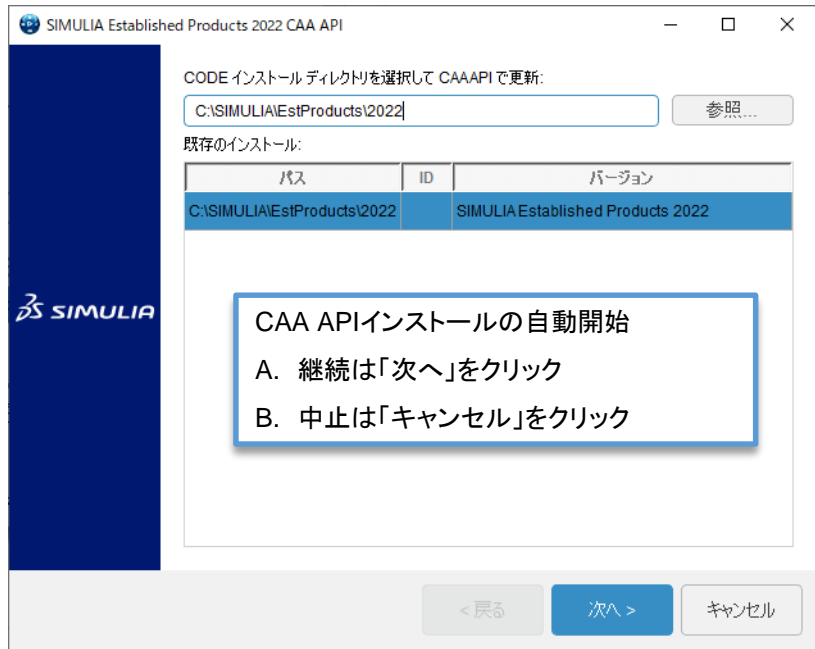 SIMULIA Established Products 2022 CAA API
CODE インストール ディレクトリを選択して CAAAPI で更新:
C:\SIMULIA\EstProducts\2022
参照...
既存のインストール:
パス ID バージョン
C:\SIMULIA\EstProducts\2022 SIMULIA Established Products 2022
SIMULIA
CAA APIインストールの自動開始
A. 継続は「次へ」をクリック
B. 中止は「キャンセル」をクリック
< 戻る
次へ >
キャンセル